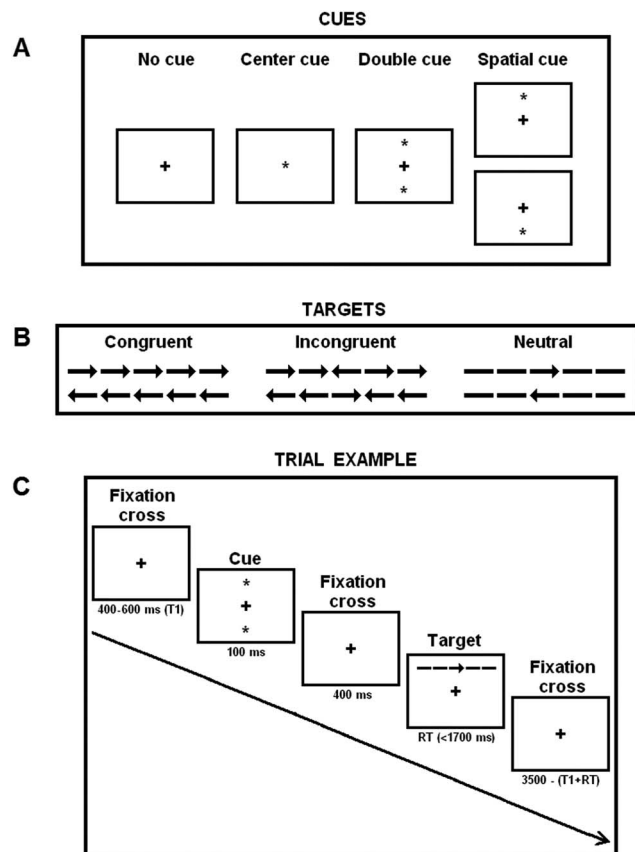 CUES
A
No cue Center cue Double cue Spatial cue
*
+
+ * * + *
+
*
TARGETS
B
Congruent Incongruent Neutral
TRIAL EXAMPLE
C
Fixation
cross
+
400-600 ms (T1)
Cue
*
+
*
100 ms
Fixation
cross
+
400 ms
Target
+
RT (<1700 ms)
Fixation
cross
+
3500 - (T1+RT)